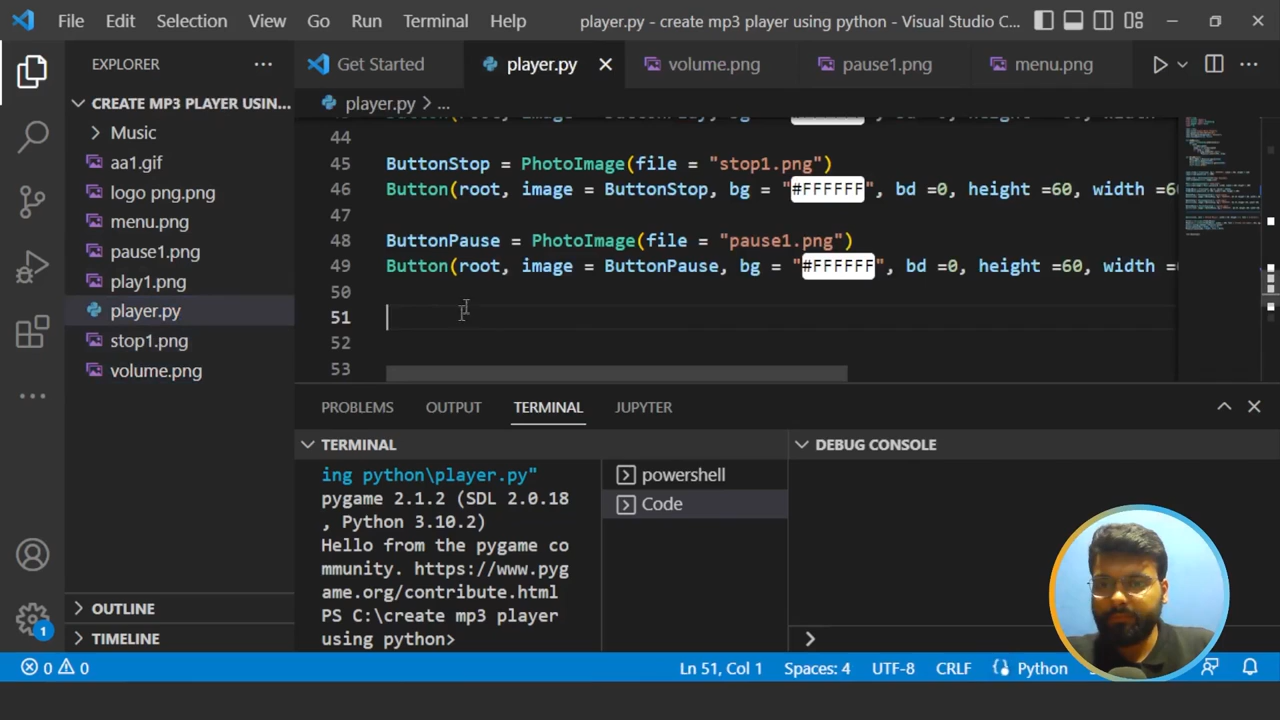 File Edit Selection View Go Run Terminal Help player.py - create mp3 player using python - Visual Studio C...
EXPLORER
Get Started player.py volume.png pause1.png menu.png
CREATE MP3 PLAYER USIN...
player.py > ...
Music
aa1.gif
logo png.png
menu.png
pause1.png
play1.png
player.py
stop1.png
volume.png
OUTLINE
TIMELINE
1
44
45 ButtonStop = PhotoImage(file = "stop1.png")
46 Button(root, image = ButtonStop, bg = "#FFFFFF", bd =0, height =60, width =6
47
48 ButtonPause = PhotoImage(file = "pause1.png")
49 Button(root, image = ButtonPause, bg = "#FFFFFF", bd =0, height =60, width =
50
51
52
53
PROBLEMS OUTPUT TERMINAL JUPYTER
TERMINAL
ing python\player.py"
pygame 2.1.2 (SDL 2.0.18
, Python 3.10.2)
Hello from the pygame co
mmunity. https://www.pyg
ame.org/contribute.html
PS C:\create mp3 player
using python>
powershell
Code
DEBUG CONSOLE
0 0 Ln 51, Col 1 Spaces: 4 UTF-8 CRLF Python